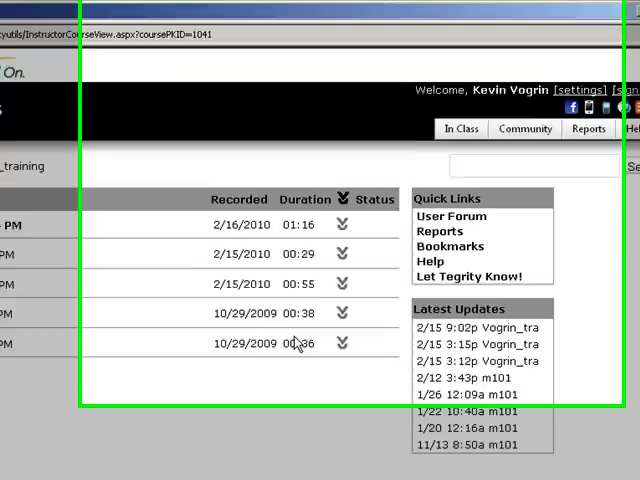 cyutils/InstructorCourseView.aspx?coursePKID=1041
On.
Welcome, Kevin Vogrin [settings] [sign
s
In Class Community Reports Hel
_training
Se
Recorded Duration Status
PM 2/16/2010 01:16
PM 2/15/2010 00:29
PM 2/15/2010 00:55
PM 10/29/2009 00:38
PM 10/29/2009 00:36
Quick Links
User Forum
Reports
Bookmarks
Help
Let Tegrity Know!
Latest Updates
2/15 9:02p Vogrin_tra
2/15 3:15p Vogrin_tra
2/15 3:12p Vogrin_tra
2/12 3:43p m101
1/26 12:09a m101
1/22 10:40a m101
1/20 12:16a m101
11/13 8:50a m101